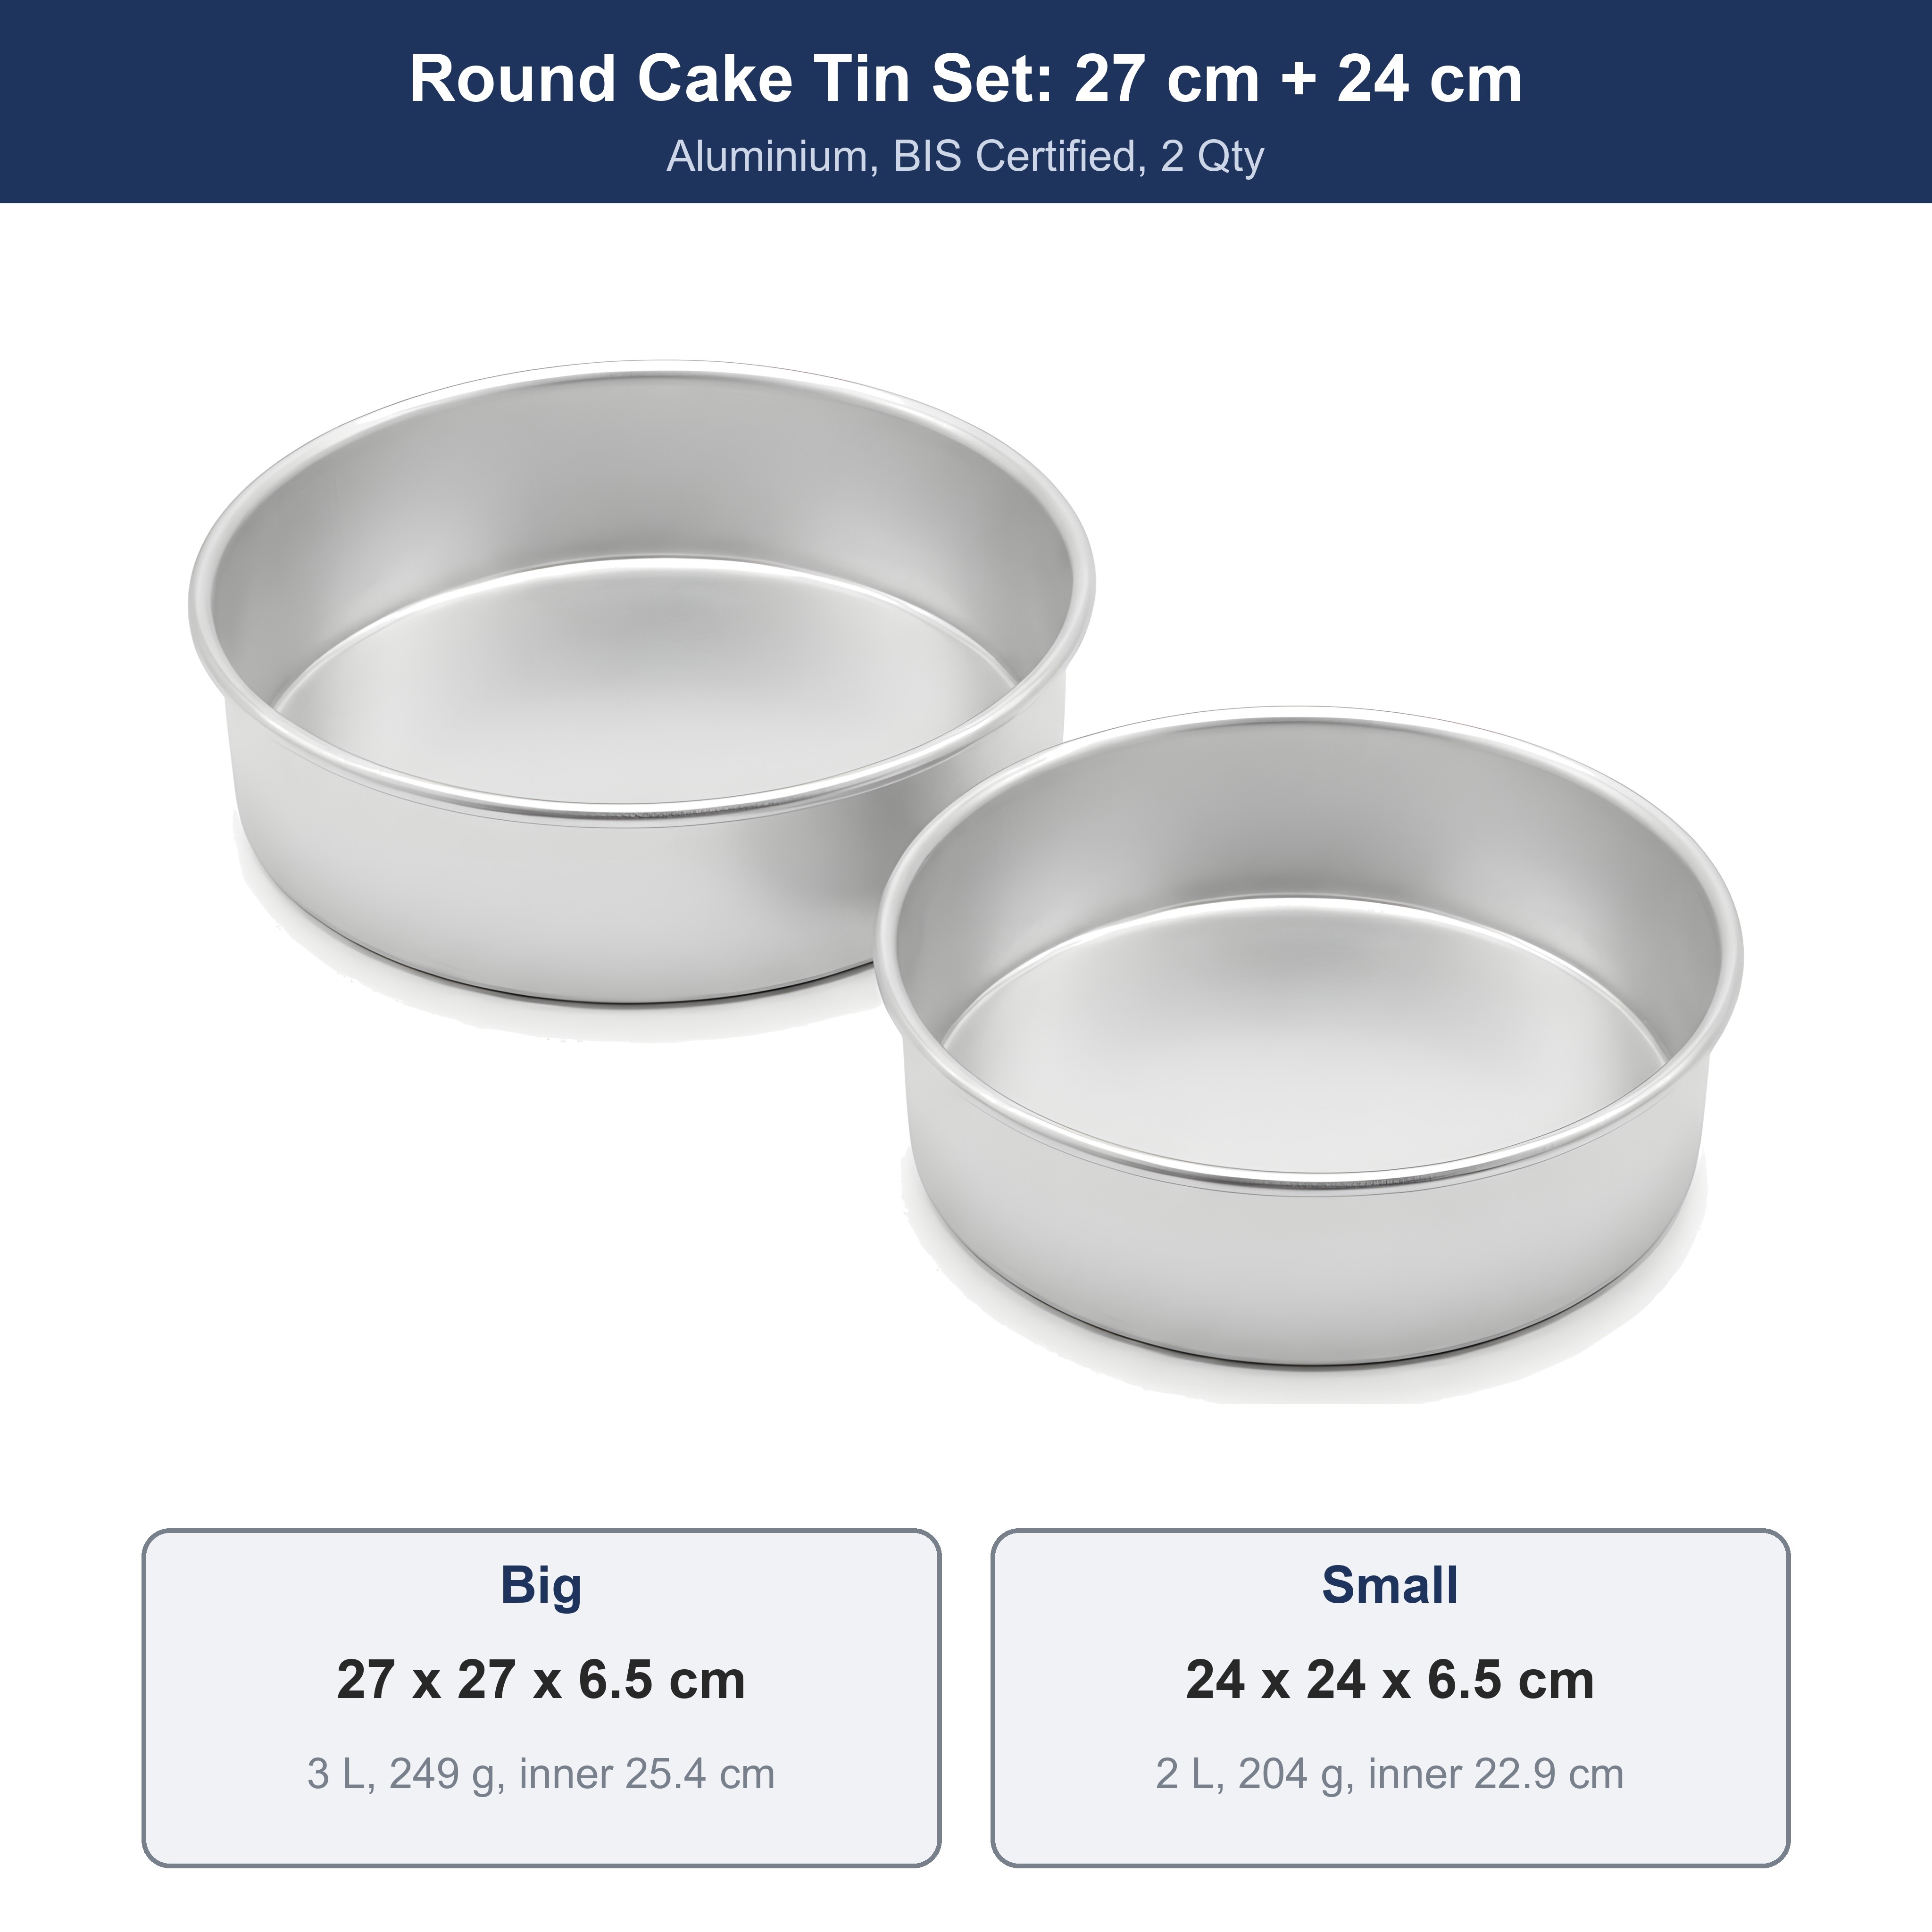 Round Cake Tin Set: 27 cm + 24 cm
Aluminium, BIS Certified, 2 Qty
Big
27 x 27 x 6.5 cm
3 L, 249 g, inner 25.4 cm
Small
24 x 24 x 6.5 cm
2 L, 204 g, inner 22.9 cm